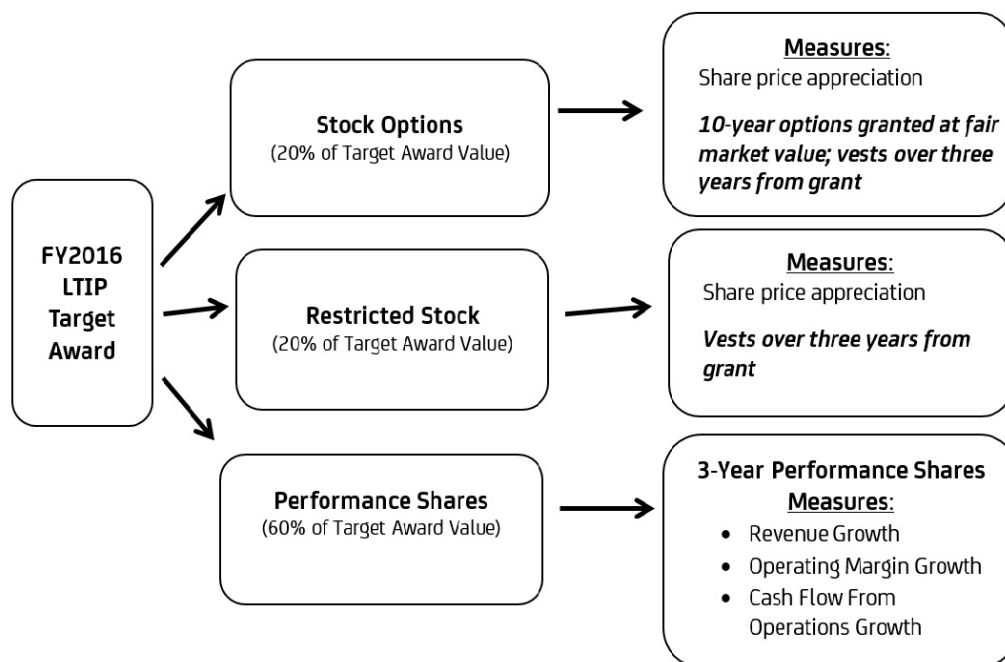 FY2016
LTIP
Target
Award
Stock Options
(20% of Target Award Value)
Measures:
Share price appreciation
10-year options granted at fair
market value; vests over three
years from grant
Restricted Stock
(20% of Target Award Value)
Measures:
Share price appreciation
Vests over three years from
grant
Performance Shares
(60% of Target Award Value)
3-Year Performance Shares
Measures:
• Revenue Growth
• Operating Margin Growth
• Cash Flow From
Operations Growth